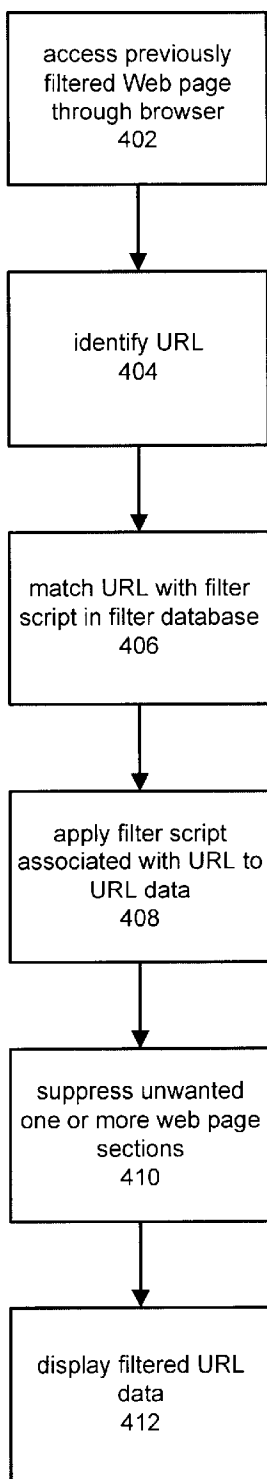 access previously
filtered Web page
through browser
402
identify URL
404
match URL with filter
script in filter database
406
apply filter script
associated with URL to
URL data
408
suppress unwanted
one or more web page
sections
410
display filtered URL
data
412